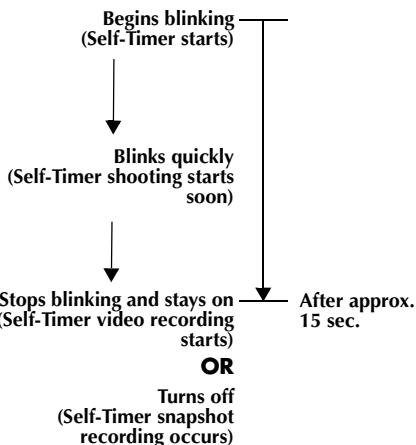 Begins blinking
(Self-Timer starts)
Blinks quickly
(Self-Timer shooting starts
soon)
Stops blinking and stays on
(Self-Timer video recording
starts)
After approx.
15 sec.
OR
Turns off
(Self-Timer snapshot
recording occurs)